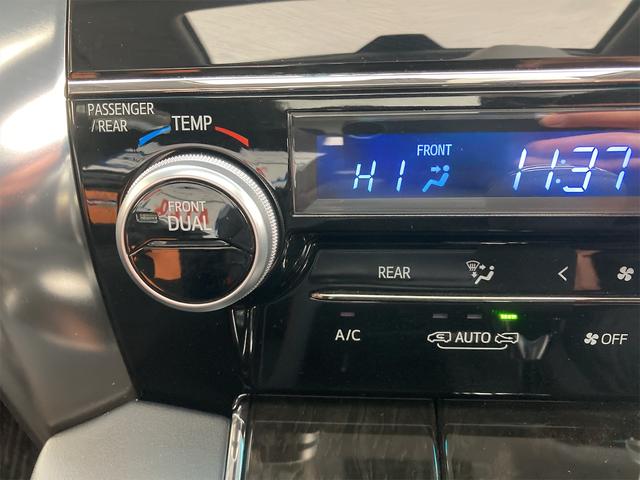 PASSENGER
/REAR
TEMP
FRONT
DUAL
FRONT
HI
11:37
REAR
A/C
AUTO
OFF